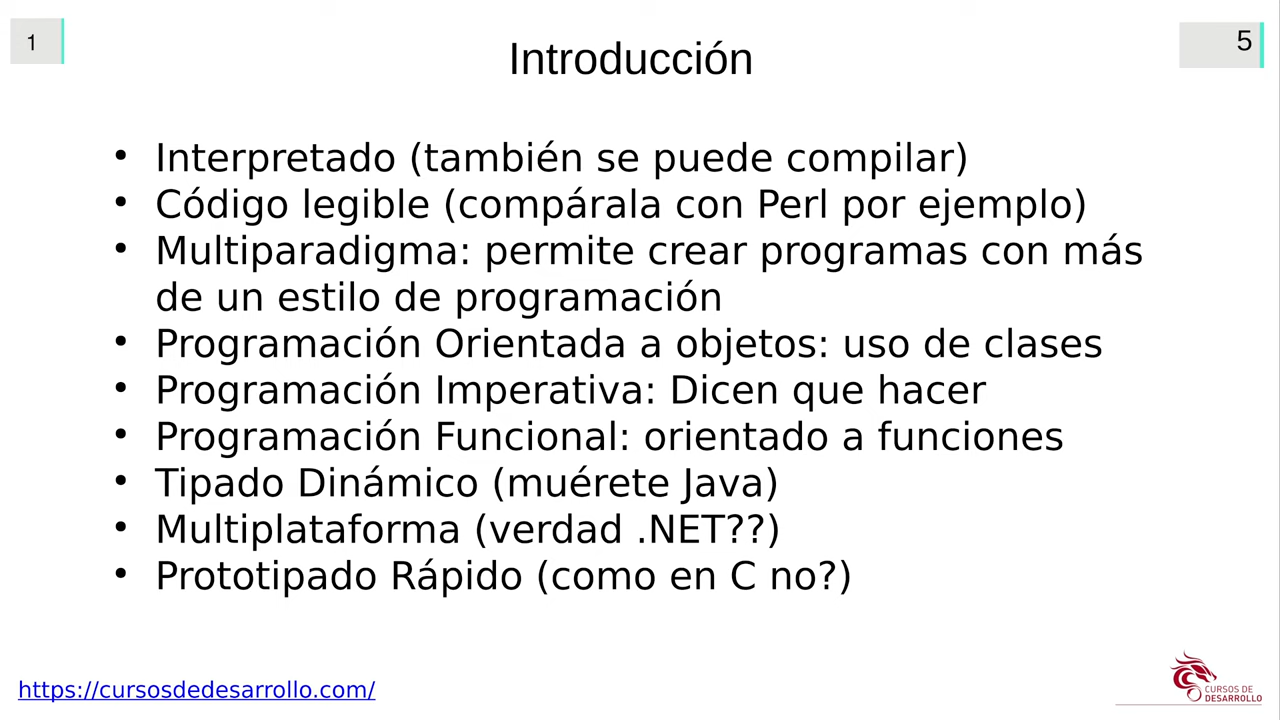 1
5
Introducción
• Interpretado (también se puede compilar)
• Código legible (compárala con Perl por ejemplo)
• Multiparadigma: permite crear programas con más
de un estilo de programación
• Programación Orientada a objetos: uso de clases
• Programación Imperativa: Dicen que hacer
• Programación Funcional: orientado a funciones
• Tipado Dinámico (muérete Java)
• Multiplataforma (verdad .NET??)
• Prototipado Rápido (como en C no?)
https://cursosdedesarrollo.com/
CURSOS DE
DESARROLLO